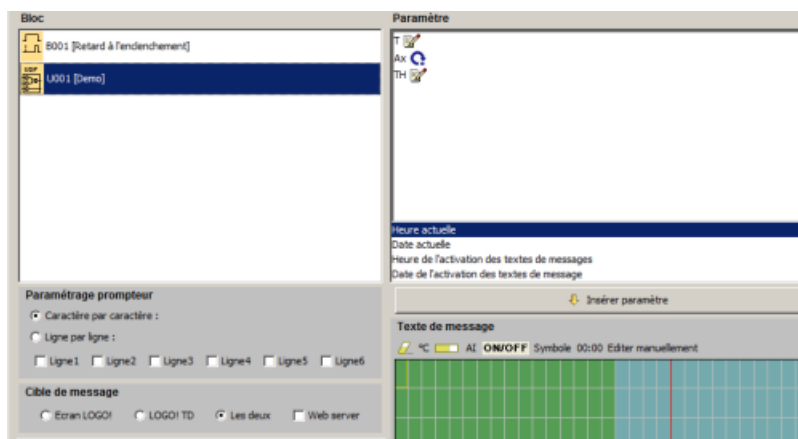 Bloc
B001 [Retard à l'enclenchement]
UDF
U001 [Demo]
Paramètre
T
Ax
TH
Heure actuelle
Date actuelle
Heure de l'activation des textes de messages
Date de l'activation des textes de message
Insérer paramètre
Paramétrage prompteur
Caractère par caractère :
Ligne par ligne :
Ligne1 Ligne2 Ligne3 Ligne4 Ligne5 Ligne6
Cible de message
Ecran LOGO! LOGO! TD Les deux Web server
Texte de message
°C AI ON/OFF Symbole 00:00 Editer manuellement